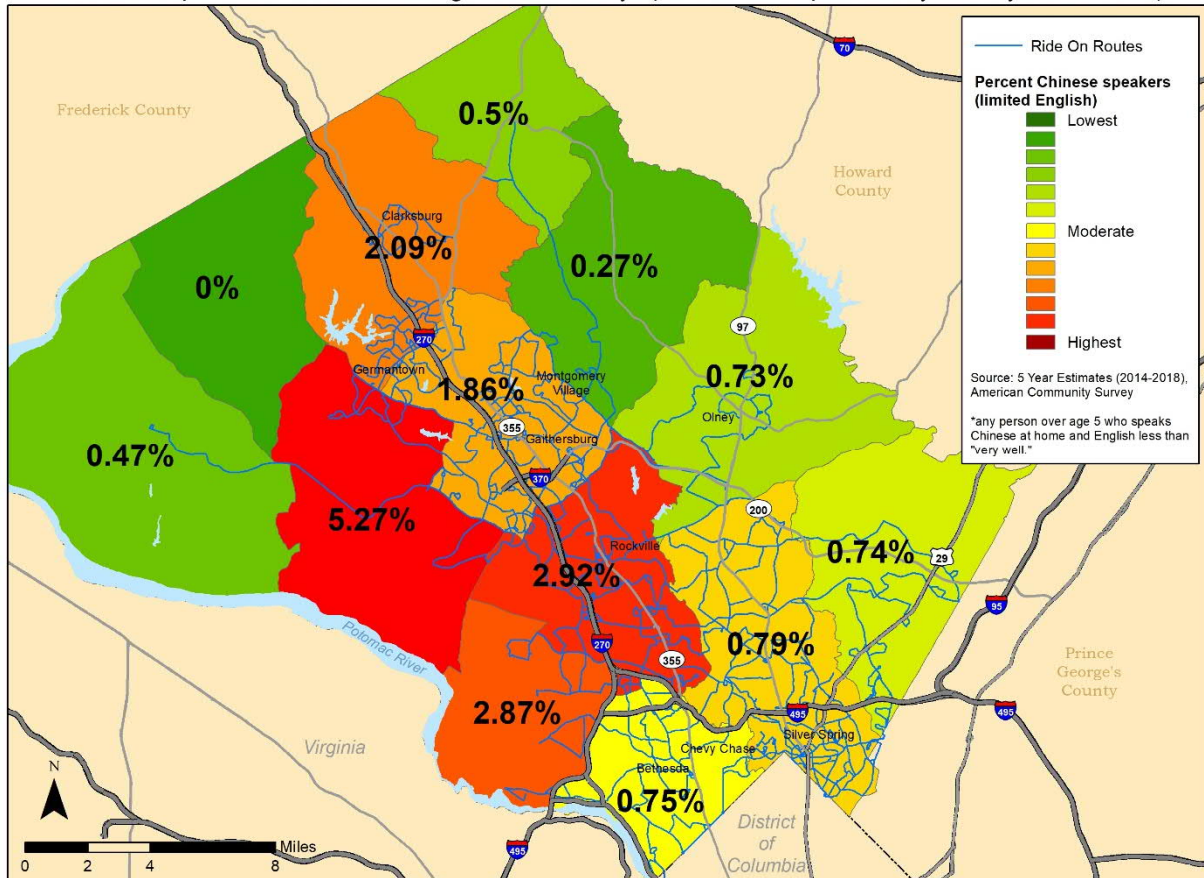 Frederick County
Howard
County
Prince
George's
County
Virginia
District
of
Columbia
Potomac River
70
0.5%
Clarksburg
2.09%
0.27%
0%
97
270
Germantown
1.86%
Montgomery
Village
0.73%
Olney
355
Gaithersburg
0.47%
370
5.27%
200
Rockville
0.74%
29
2.92%
95
270
355
0.79%
2.87%
495
495
Silver Spring
Chevy Chase
Bethesda
0.75%
495
N
Miles
0 2 4 8
Ride On Routes
Percent Chinese speakers
(limited English)
Lowest
Moderate
Highest
Source: 5 Year Estimates (2014-2018),
American Community Survey
*any person over age 5 who speaks
Chinese at home and English less than
"very well."